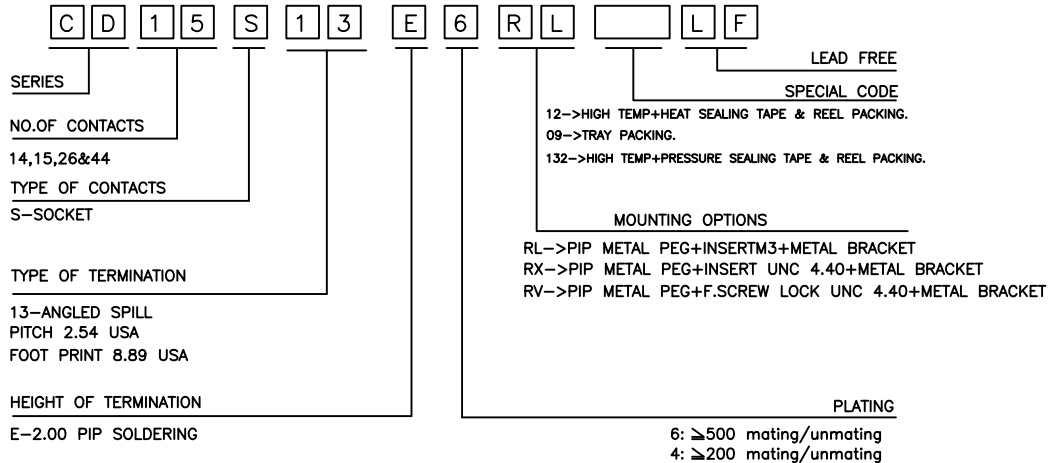 CD 15 S 13 E 6 RL LF
LEAD FREE
SERIES
SPECIAL CODE
12->HIGH TEMP+HEAT SEALING TAPE & REEL PACKING.
09->TRAY PACKING.
132->HIGH TEMP+PRESSURE SEALING TAPE & REEL PACKING.
NO.OF CONTACTS
14,15,26&44
TYPE OF CONTACTS
S-SOCKET
MOUNTING OPTIONS
RL->PIP METAL PEG+INSERTM3+METAL BRACKET
RX->PIP METAL PEG+INSERT UNC 4.40+METAL BRACKET
RV->PIP METAL PEG+F.SCREW LOCK UNC 4.40+METAL BRACKET
TYPE OF TERMINATION
13-ANGLED SPILL
PITCH 2.54 USA
FOOT PRINT 8.89 USA
HEIGHT OF TERMINATION
E-2.00 PIP SOLDERING
PLATING
6: ≥500 mating/unmating
4: ≥200 mating/unmating